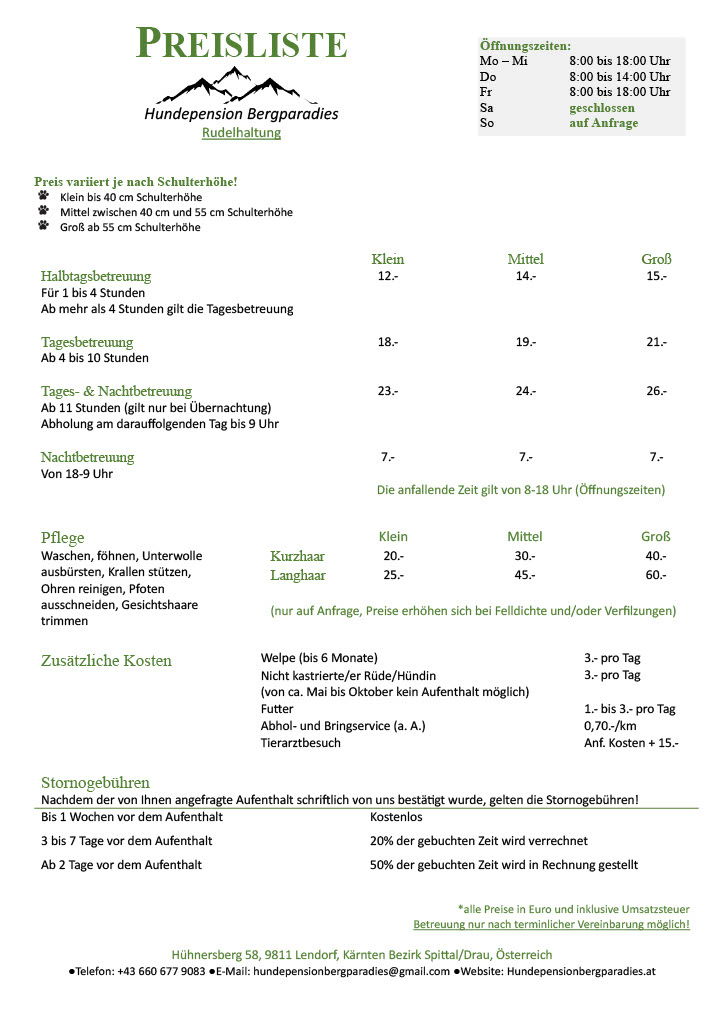 PREISLISTE
Hundepension Bergparadies
Rudelhaltung
Öffnungszeiten:
Mo – Mi 8:00 bis 18:00 Uhr
Do 8:00 bis 14:00 Uhr
Fr 8:00 bis 18:00 Uhr
Sa geschlossen
So auf Anfrage
Preis variiert je nach Schulterhöhe!
Klein bis 40 cm Schulterhöhe
Mittel zwischen 40 cm und 55 cm Schulterhöhe
Groß ab 55 cm Schulterhöhe
Klein Mittel Groß
Halbtagsbetreuung 12.- 14.- 15.-
Für 1 bis 4 Stunden
Ab mehr als 4 Stunden gilt die Tagesbetreuung
Tagesbetreuung 18.- 19.- 21.-
Ab 4 bis 10 Stunden
Tages- & Nachtbetreuung 23.- 24.- 26.-
Ab 11 Stunden (gilt nur bei Übernachtung)
Abholung am darauffolgenden Tag bis 9 Uhr
Nachtbetreuung 7.- 7.- 7.-
Von 18-9 Uhr
Die anfallende Zeit gilt von 8-18 Uhr (Öffnungszeiten)
Pflege Klein Mittel Groß
Waschen, föhnen, Unterwolle Kurzhaar 20.- 30.- 40.-
ausbürsten, Krallen stützen, Langhaar 25.- 45.- 60.-
Ohren reinigen, Pfoten
ausschneiden, Gesichtshaare (nur auf Anfrage, Preise erhöhen sich bei Felldichte und/oder Verfilzungen)
trimmen
Zusätzliche Kosten Welpe (bis 6 Monate) 3.- pro Tag
Nicht kastrierte/er Rüde/Hündin 3.- pro Tag
(von ca. Mai bis Oktober kein Aufenthalt möglich)
Futter 1.- bis 3.- pro Tag
Abhol- und Bringservice (a. A.) 0,70.-/km
Tierarztbesuch Anf. Kosten + 15.-
Stornogebühren
Nachdem der von Ihnen angefragte Aufenthalt schriftlich von uns bestätigt wurde, gelten die Stornogebühren!
Bis 1 Wochen vor dem Aufenthalt Kostenlos
3 bis 7 Tage vor dem Aufenthalt 20% der gebuchten Zeit wird verrechnet
Ab 2 Tage vor dem Aufenthalt 50% der gebuchten Zeit wird in Rechnung gestellt
*alle Preise in Euro und inklusive Umsatzsteuer
Betreuung nur nach terminlicher Vereinbarung möglich!
Hühnersberg 58, 9811 Lendorf, Kärnten Bezirk Spittal/Drau, Österreich
●Telefon: +43 660 677 9083 ●E-Mail: hundepensionbergparadies@gmail.com ●Website: Hundepensionbergparadies.at